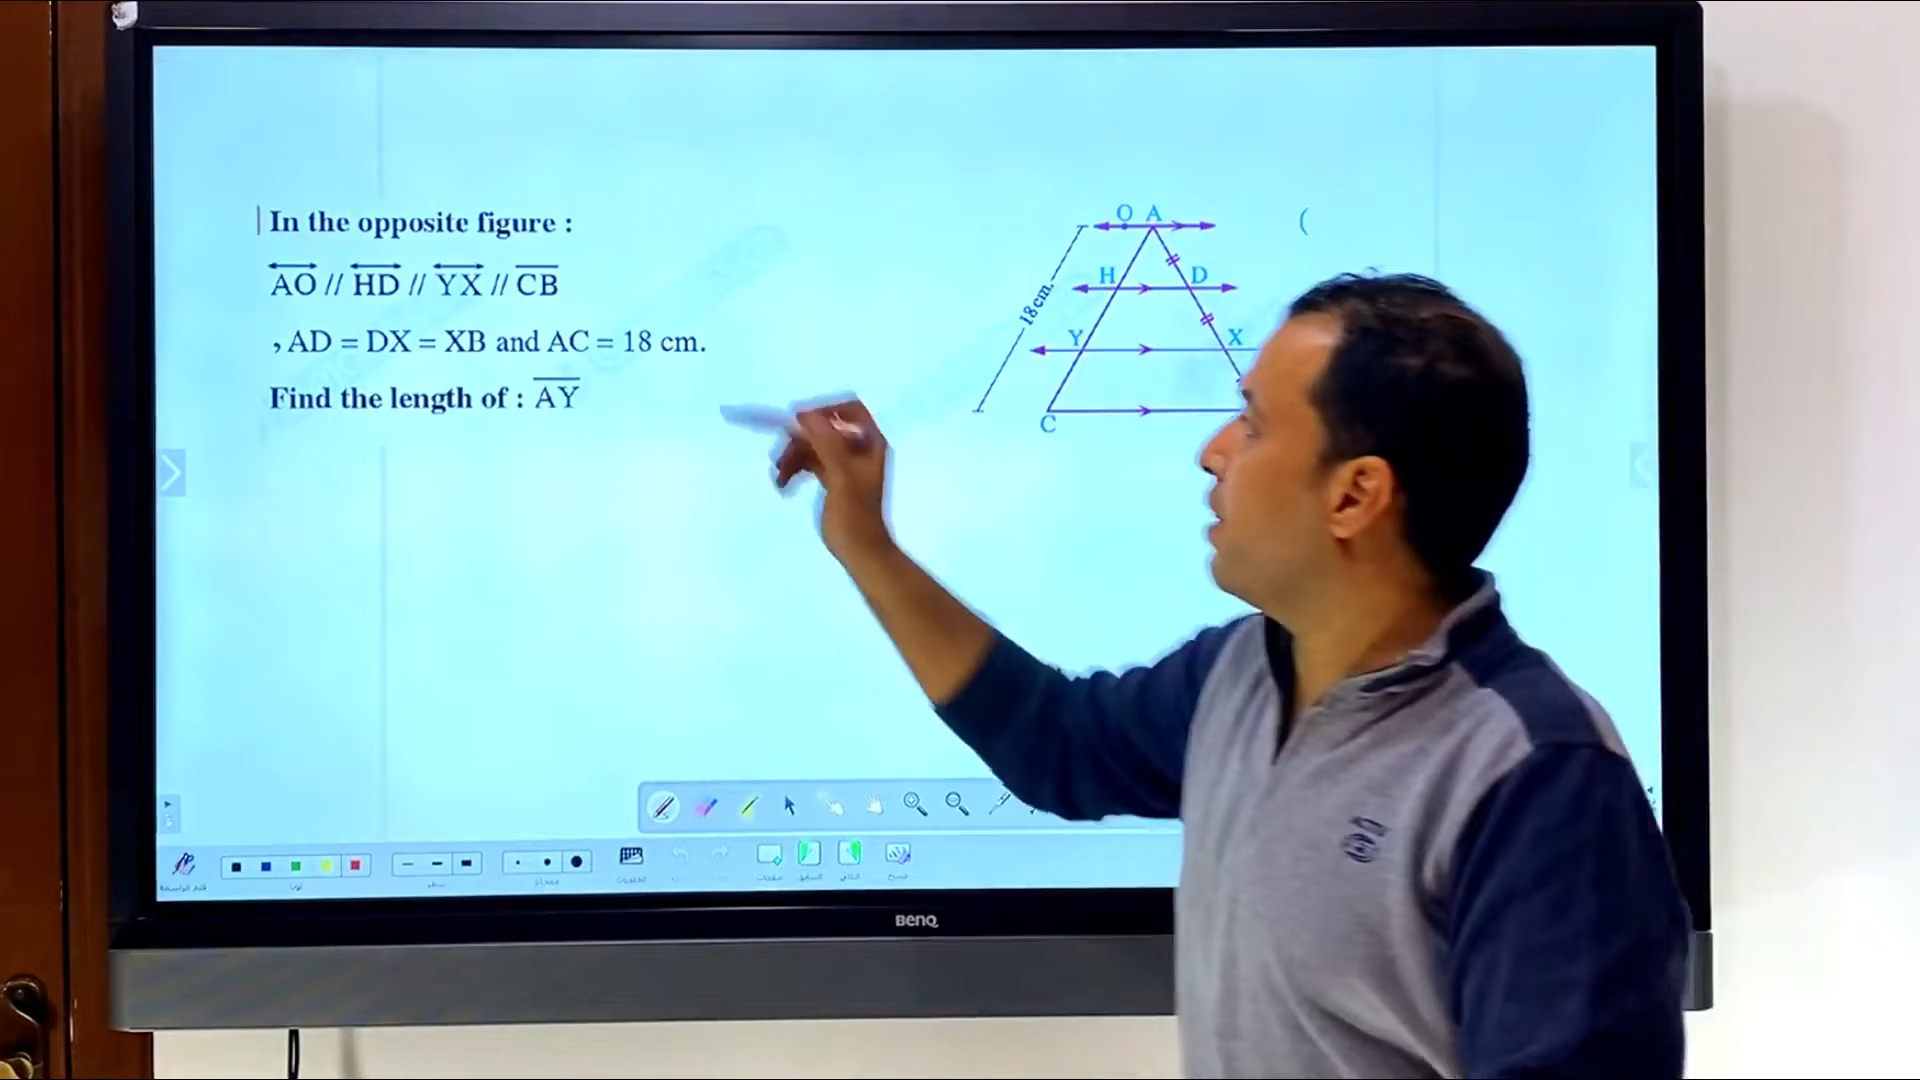 In the opposite figure :
AO // HD // YX // CB
, AD = DX = XB and AC = 18 cm.
Find the length of : AY
O A
H D
18 cm.
Y X
C
(
BenQ